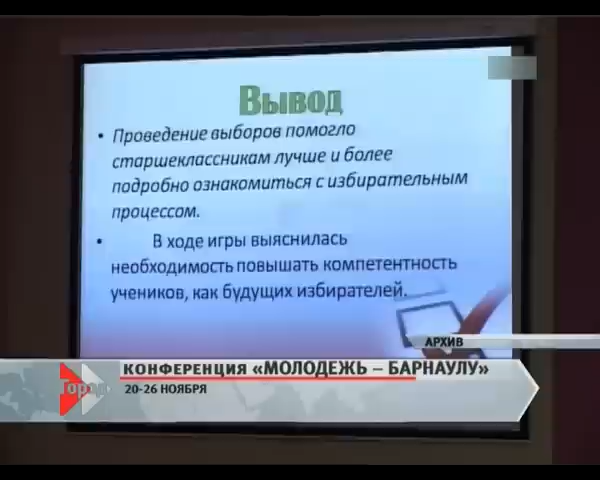 Вывод
• Проведение выборов помогло
старшеклассникам лучше и более
подробно ознакомиться с избирательным
процессом.
• В ходе игры выяснилась
необходимость повышать компетентность
учеников, как будущих избирателей.
АРХИВ
КОНФЕРЕНЦИЯ «МОЛОДЕЖЬ – БАРНАУЛУ»
Город
20-26 НОЯБРЯ